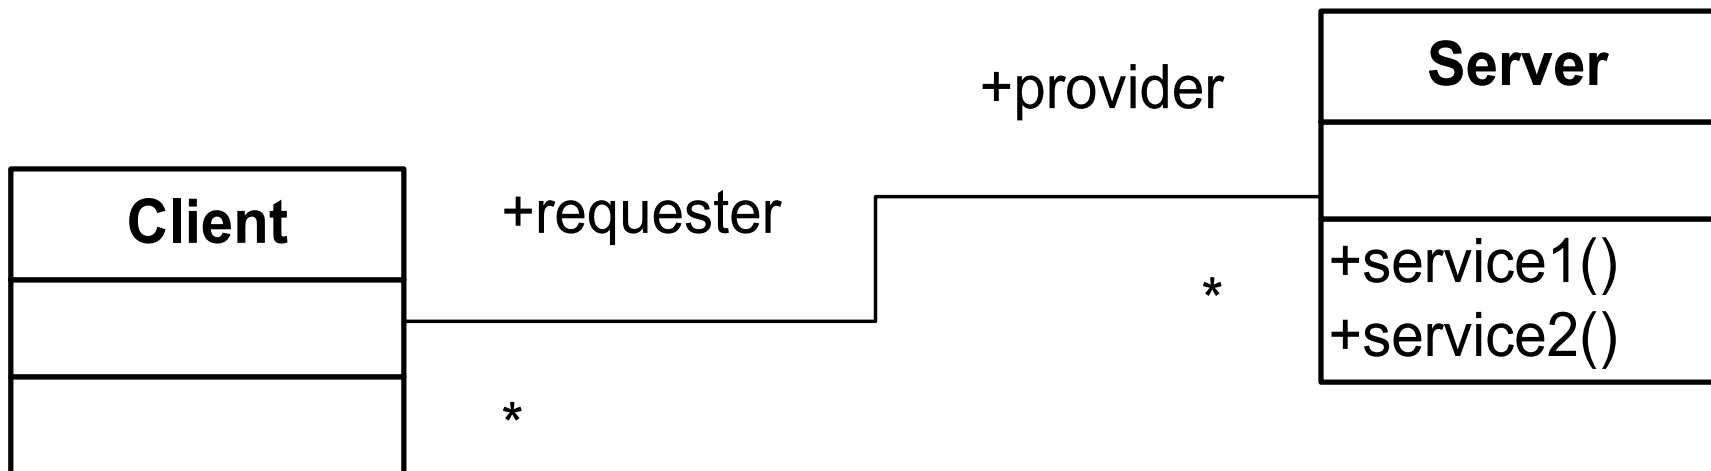 Server
+provider
Client
+requester
+service1()
*
+service2()
*